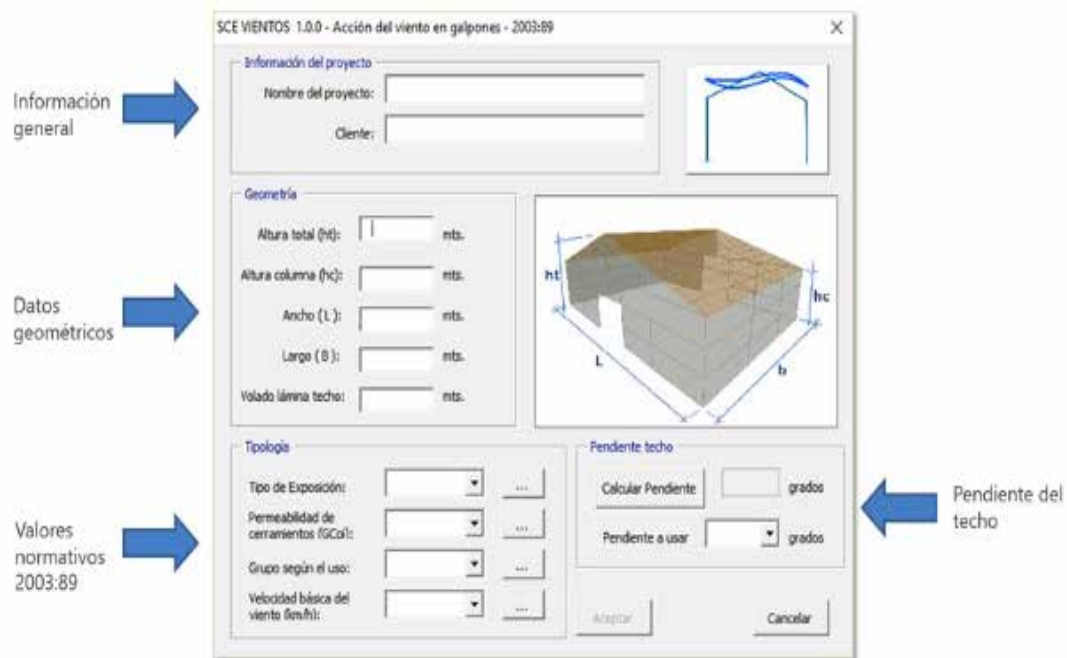 SCE VIENTOS 1.0.0 - Acción del viento en galpones - 2003:89
Información general
Información del proyecto
Nombre del proyecto:
Cliente:
Datos geométricos
Geometría
Altura total (ht): mts.
Altura columna (hc): mts.
Ancho ( L ): mts.
Largo ( B ): mts.
Volado lámina techo: mts.
ht
hc
L
b
Valores normativos 2003:89
Tipología
Tipo de Exposición: ...
Permeabilidad de
cerramientos (GCpi): ...
Grupo según el uso: ...
Velocidad básica del
viento (km/h): ...
Pendiente techo
Calcular Pendiente grados
Pendiente a usar grados
Pendiente del techo
Aceptar
Cancelar